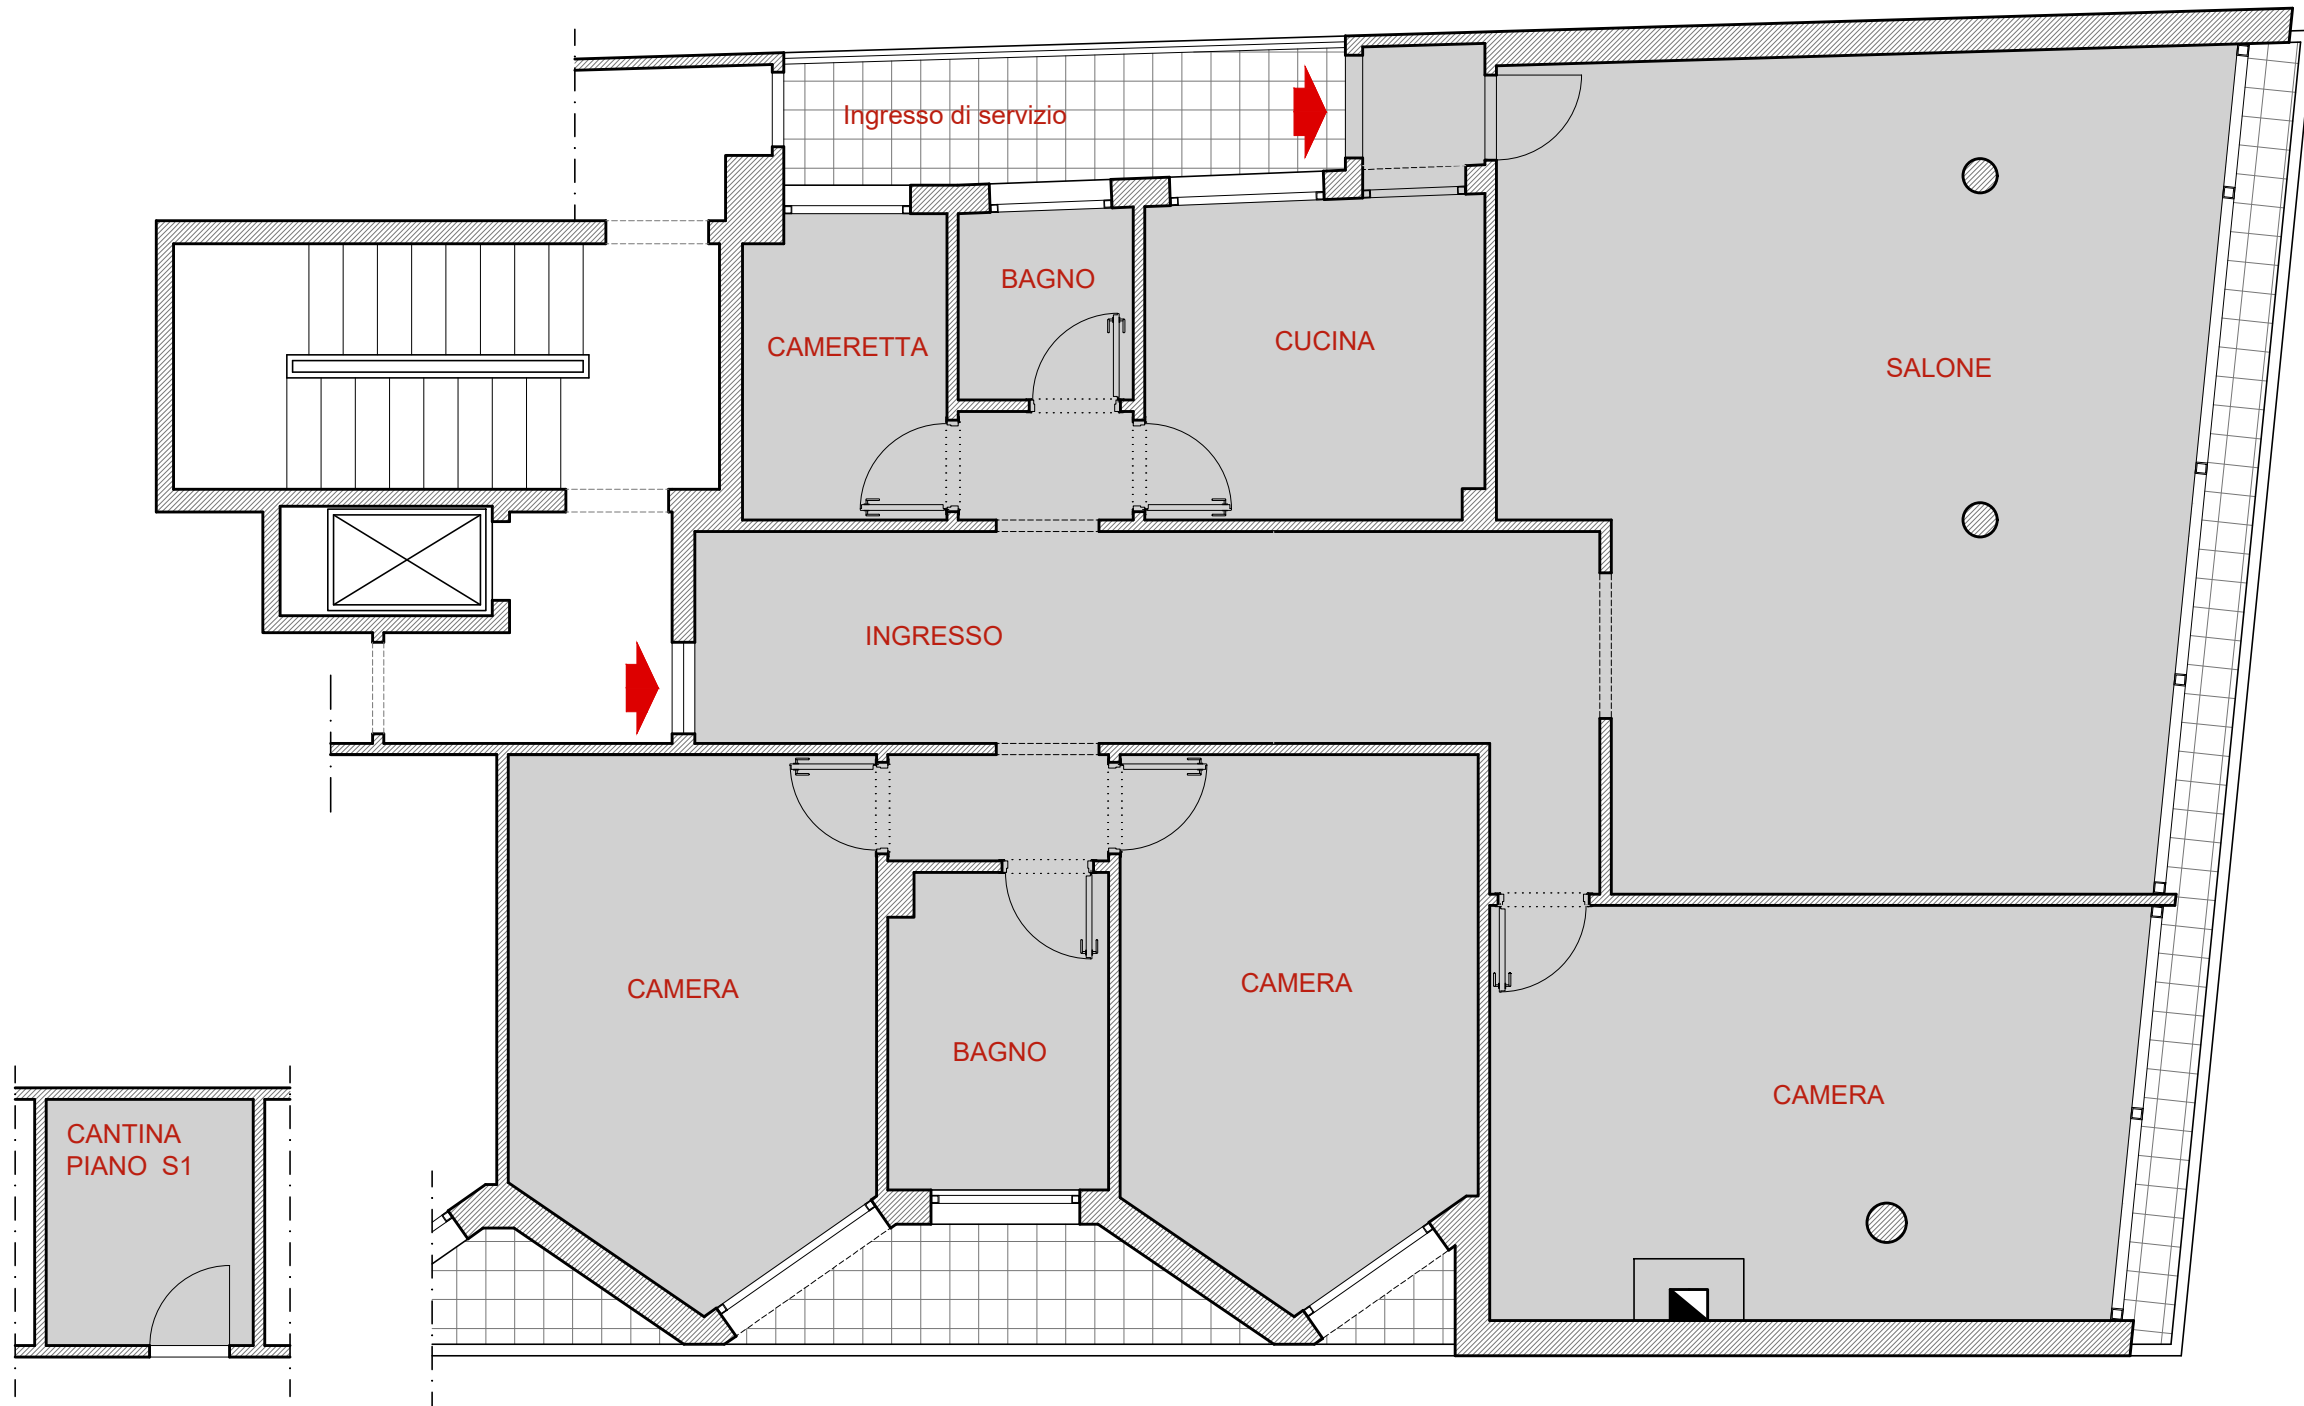 Ingresso di servizio
BAGNO
CAMERETTA
CUCINA
SALONE
INGRESSO
CAMERA
CAMERA
BAGNO
CAMERA
CANTINA
PIANO S1